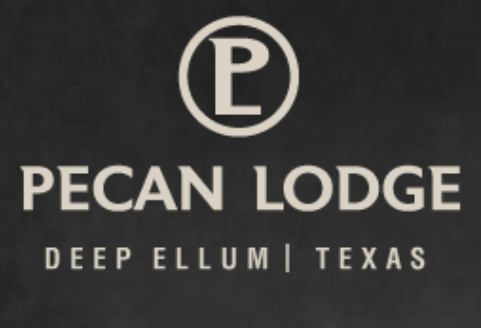 PL
PECAN LODGE
DEEP ELLUM | TEXAS